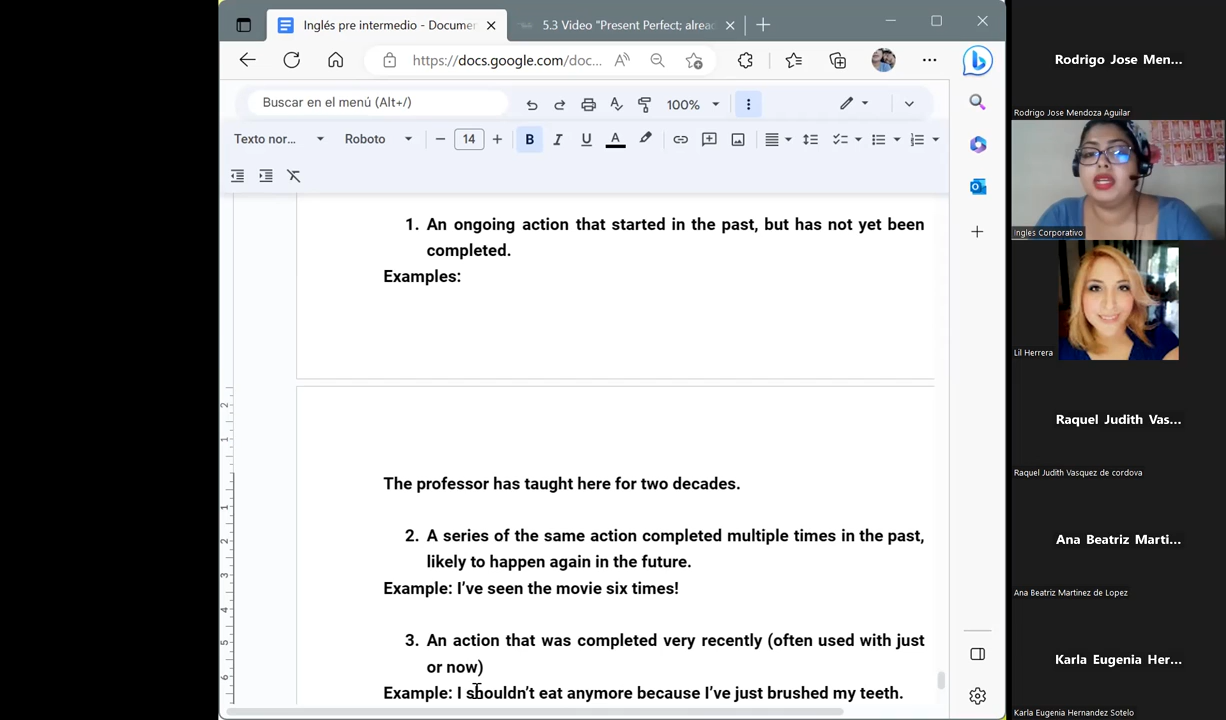 Inglés pre intermedio - Docume
5.3 Video "Present Perfect; alrea
https://docs.google.com/doc...
Buscar en el menú (Alt+/)
100%
Texto nor...
Roboto
14
1. An ongoing action that started in the past, but has not yet been
completed.
Examples:
The professor has taught here for two decades.
2. A series of the same action completed multiple times in the past,
likely to happen again in the future.
Example: I've seen the movie six times!
3. An action that was completed very recently (often used with just
or now)
Example: I shouldn't eat anymore because I've just brushed my teeth.
Rodrigo Jose Men...
Rodrigo Jose Mendoza Aguilar
Ingles Corporativo
Lil Herrera
Raquel Judith Vas...
Raquel Judith Vasquez de cordova
Ana Beatriz Marti...
Ana Beatriz Martinez de Lopez
Karla Eugenia Her...
Karla Eugenia Hernandez Sotelo